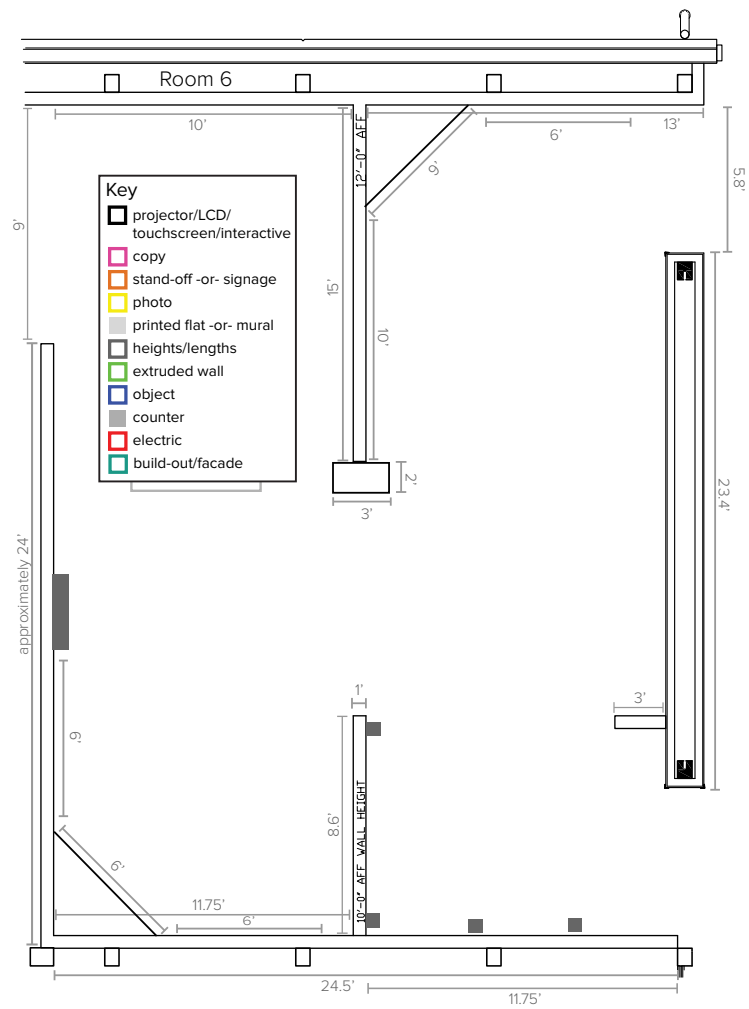 Room 6
10'
12'-0" AFF
9'
6'
13'
5.8'
9'
Key
projector/LCD/
touchscreen/interactive
copy
stand-off -or- signage
photo
printed flat -or- mural
heights/lengths
extruded wall
object
counter
electric
build-out/facade
15'
10'
2'
3'
23.4'
approximately 24'
6'
1'
3'
8.6'
10'-0" AFF WALL HEIGHT
6'
11.75'
6'
24.5'
11.75'